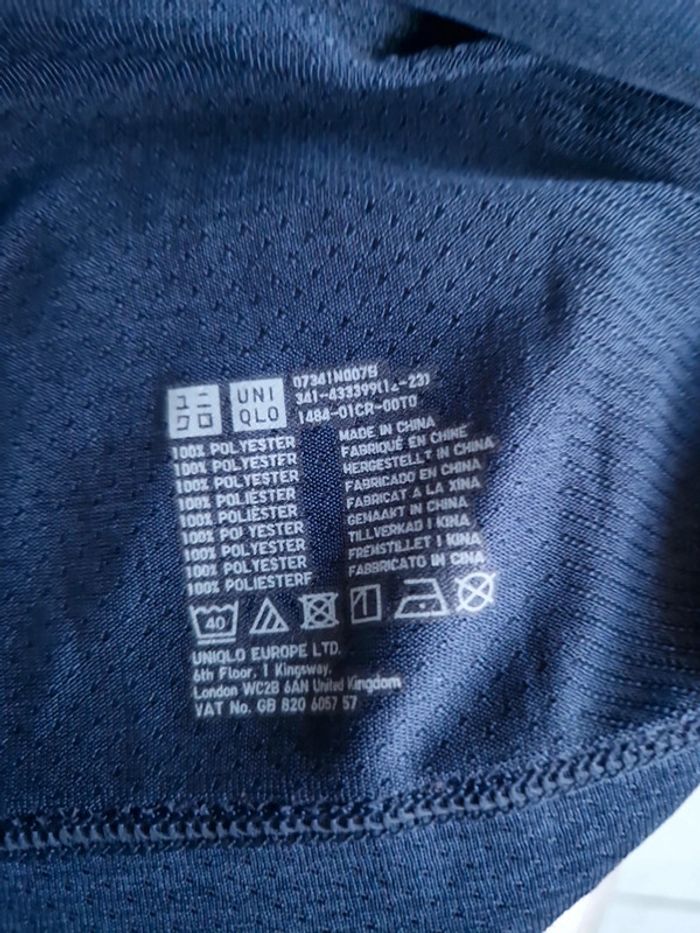 ユニ
クロ
UNI
QLO
07341N007B
341-433399(14-23)
1484-01CR-00T0
100% POLYESTER
100% POLYESTER
100% POLYESTER
100% POLIÉSTER
100% POLIÈSTER
100% POLYESTER
100% POLYESTER
100% POLYESTER
100% POLIESTERE
MADE IN CHINA
FABRIQUÉ EN CHINE
HERGESTELLT IN CHINA
FABRICADO EN CHINA
FABRICAT A LA XINA
GEMAAKT IN CHINA
TILLVERKAD I KINA
FREMSTILLET I KINA
FABBRICATO IN CINA
40
UNIQLO EUROPE LTD.
6th Floor, 1 Kingsway,
London WC2B 6AN United Kingdom
VAT No. GB 820 6057 57